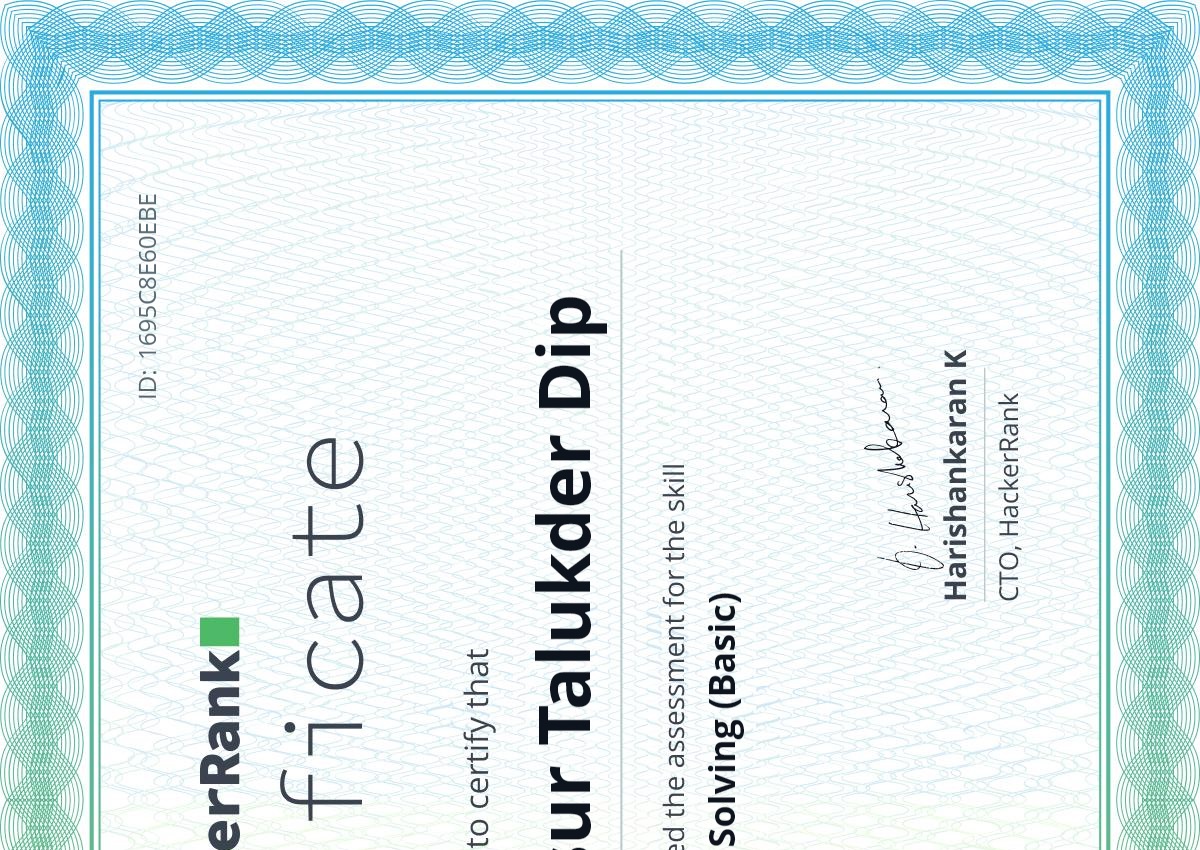 ID: 1695C8E60EBE
erRank
ficate
to certify that
ur Talukder Dip
ed the assessment for the skill
Solving (Basic)
Harishankaran K
CTO, HackerRank